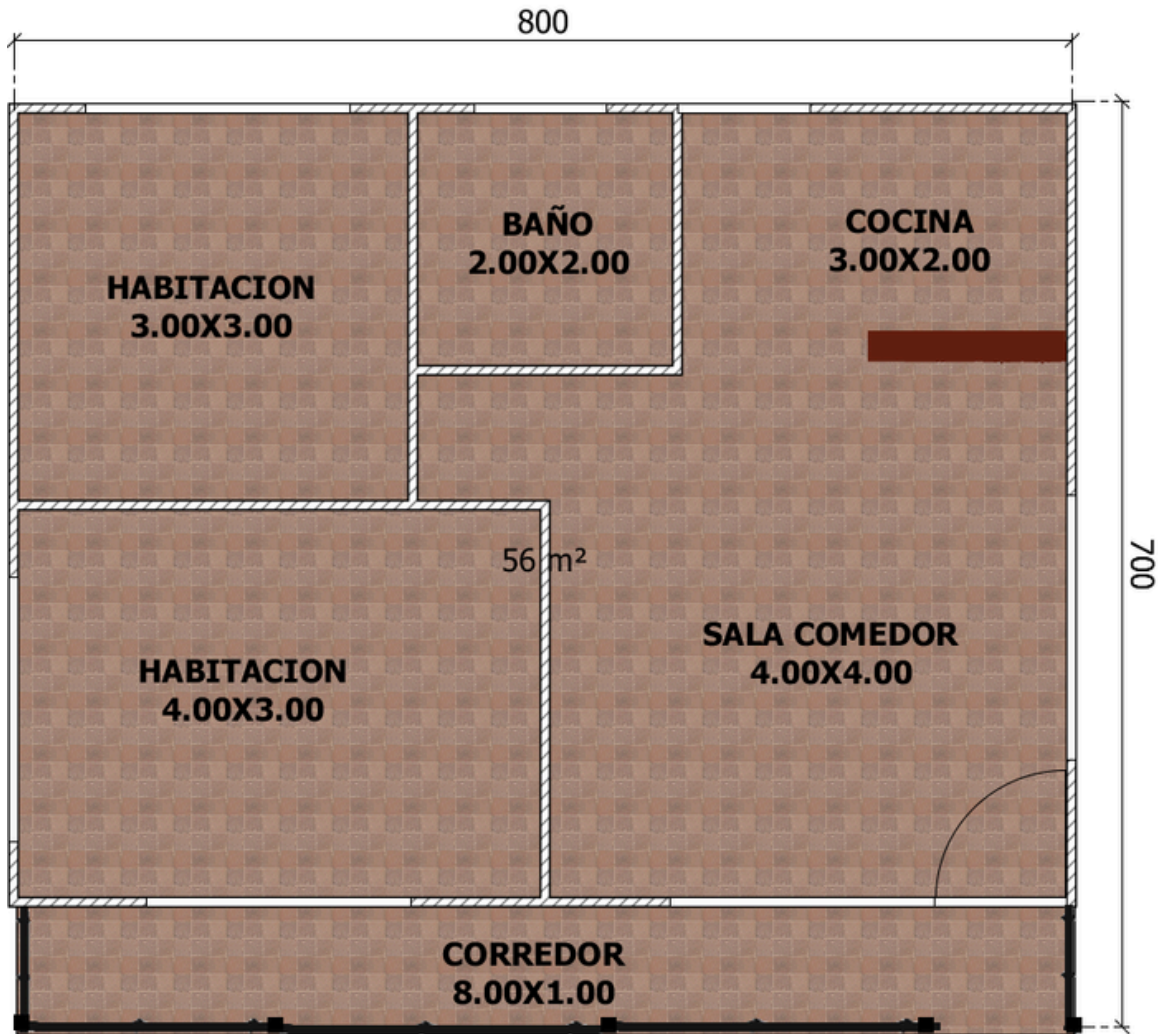 800
BAÑO
2.00X2.00
COCINA
3.00X2.00
HABITACION
3.00X3.00
56 m²
700
SALA COMEDOR
4.00X4.00
HABITACION
4.00X3.00
CORREDOR
8.00X1.00